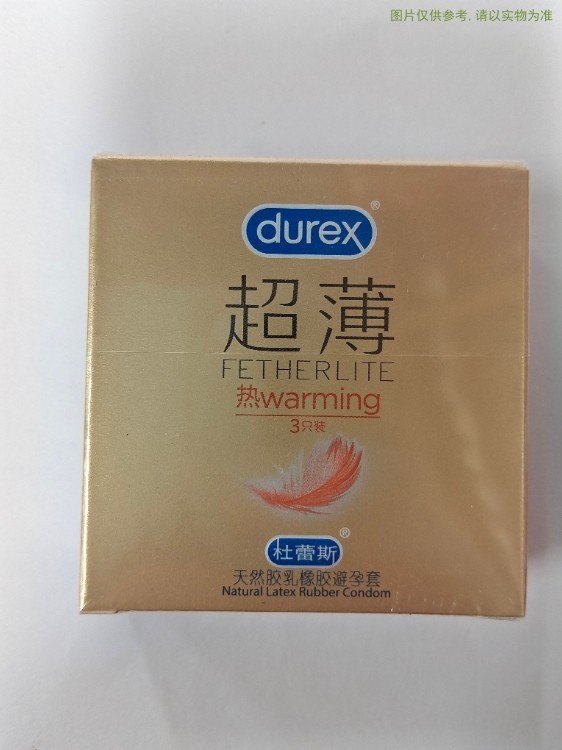 图片仅供参考, 请以实物为准
durex®
超薄
FETHERLITE
热warming
3只装
杜蕾斯®
天然胶乳橡胶避孕套
Natural Latex Rubber Condom